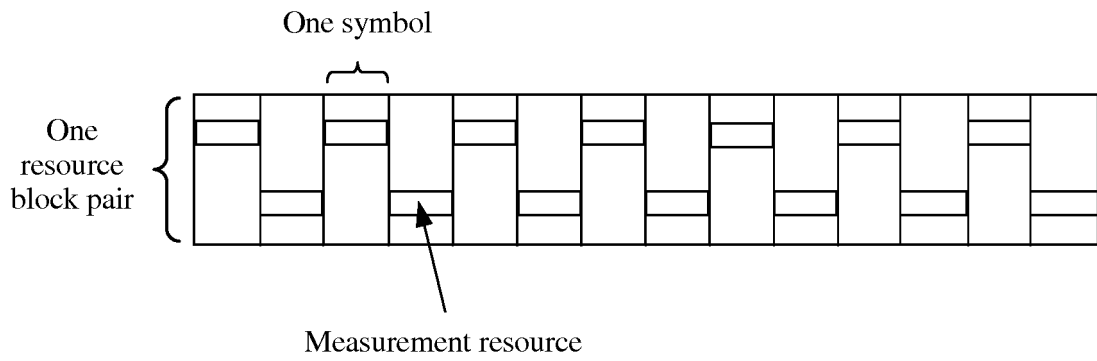 One symbol
One
resource
block pair
Measurement resource